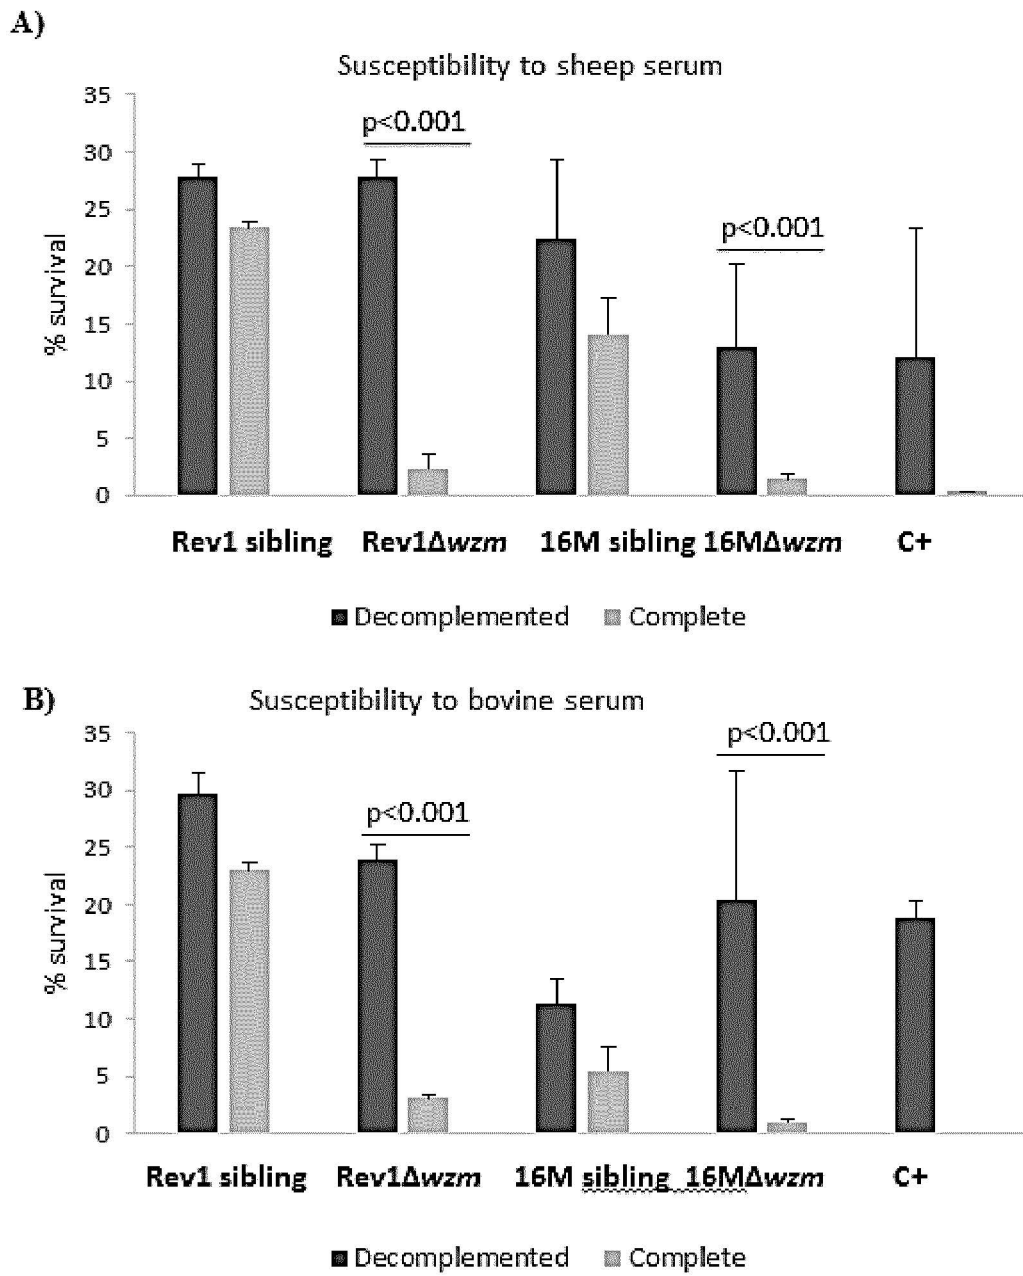 A)
Susceptibility to sheep serum
35
30
25
20
15
10
5
0
% survival
p<0.001
p<0.001
Rev1 sibling Rev1Δwzm 16M sibling 16MΔwzm C+
Decomplemented Complete
B)
Susceptibility to bovine serum
35
30
25
20
15
10
5
0
% survival
p<0.001
p<0.001
Rev1 sibling Rev1Δwzm 16M sibling 16MΔwzm C+
Decomplemented Complete